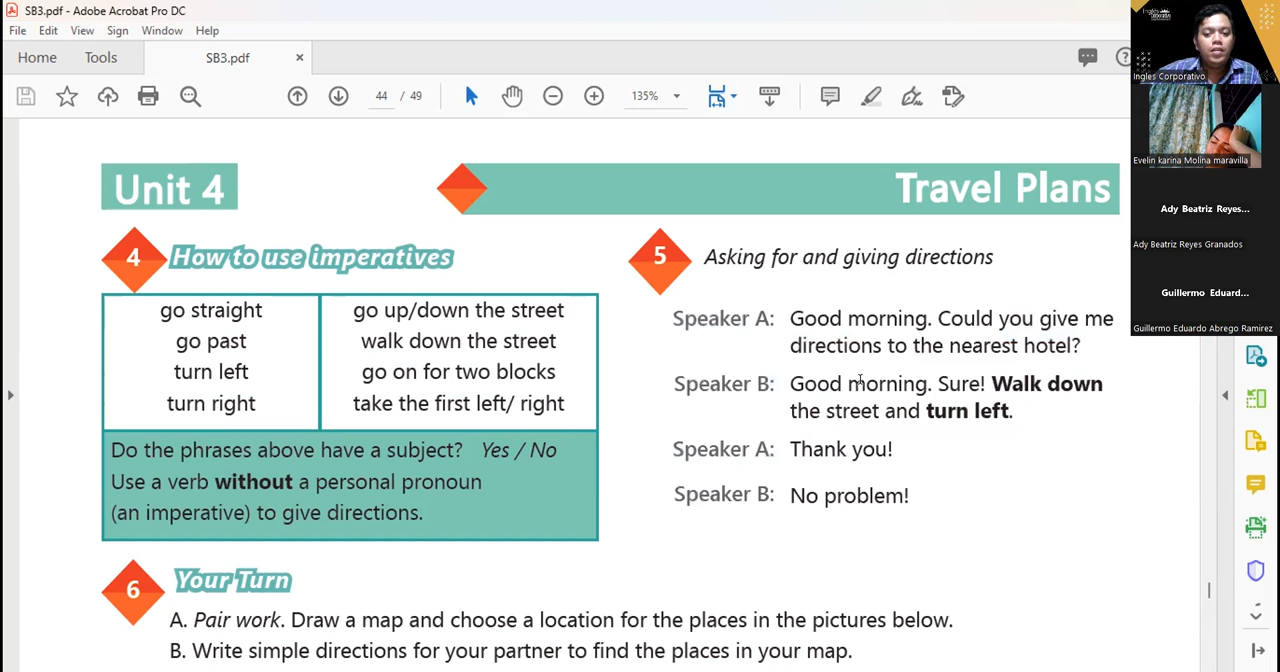 SB3.pdf - Adobe Acrobat Pro DC
File Edit View Sign Window Help
Home Tools SB3.pdf ×
44 / 49 135%
Unit 4
Travel Plans
4 How to use imperatives
go straight
go past
turn left
turn right
go up/down the street
walk down the street
go on for two blocks
take the first left/ right
Do the phrases above have a subject? Yes / No
Use a verb without a personal pronoun
(an imperative) to give directions.
5 Asking for and giving directions
Speaker A: Good morning. Could you give me
directions to the nearest hotel?
Speaker B: Good morning. Sure! Walk down
the street and turn left.
Speaker A: Thank you!
Speaker B: No problem!
6 Your Turn
A. Pair work. Draw a map and choose a location for the places in the pictures below.
B. Write simple directions for your partner to find the places in your map.
Inglés Corporativo
Ingles Corporativo
Evelin karina Molina maravilla
Ady Beatriz Reyes...
Ady Beatriz Reyes Granados
Guillermo Eduard...
Guillermo Eduardo Abrego Ramirez